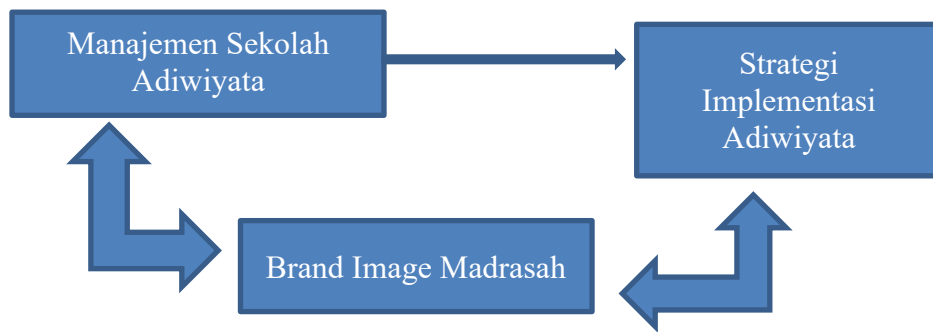 Manajemen Sekolah
Adiwiyata
Strategi
Implementasi
Adiwiyata
Brand Image Madrasah